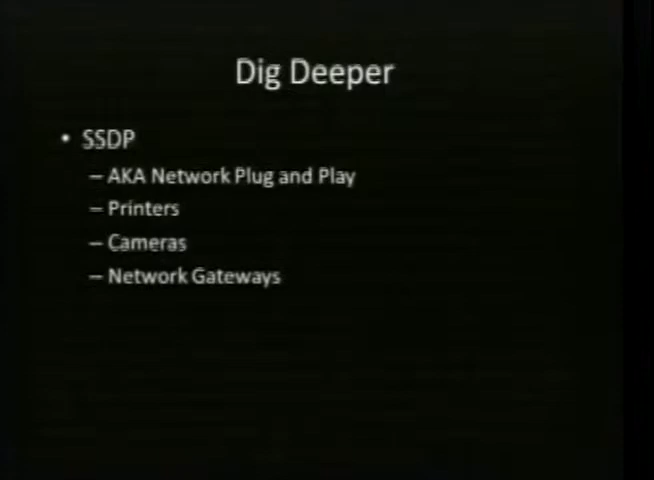 Dig Deeper
• SSDP
– AKA Network Plug and Play
– Printers
– Cameras
– Network Gateways